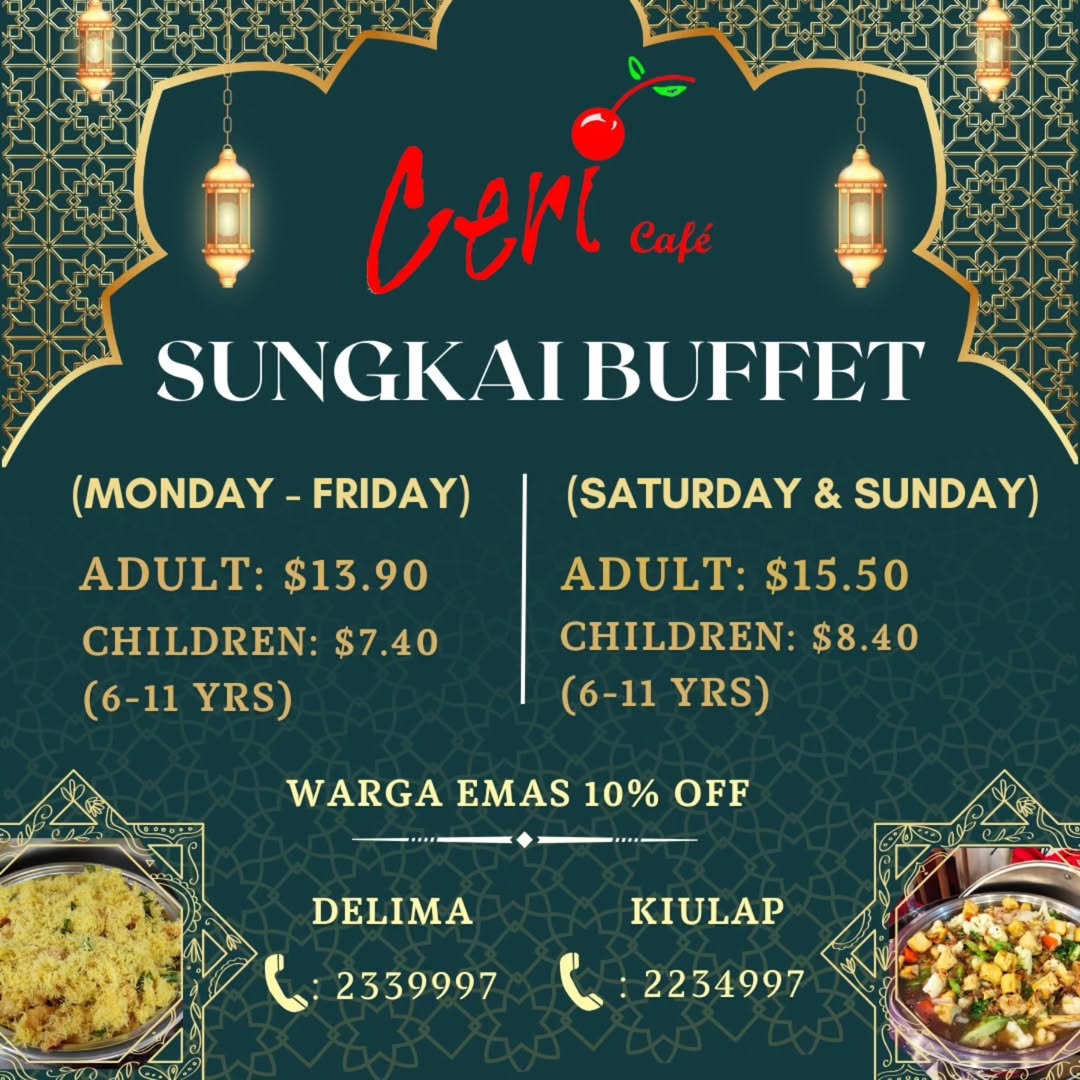 Ceri Café
SUNGKAI BUFFET
(MONDAY - FRIDAY)
ADULT: $13.90
CHILDREN: $7.40
(6-11 YRS)
(SATURDAY & SUNDAY)
ADULT: $15.50
CHILDREN: $8.40
(6-11 YRS)
WARGA EMAS 10% OFF
DELIMA
: 2339997
KIULAP
: 2234997